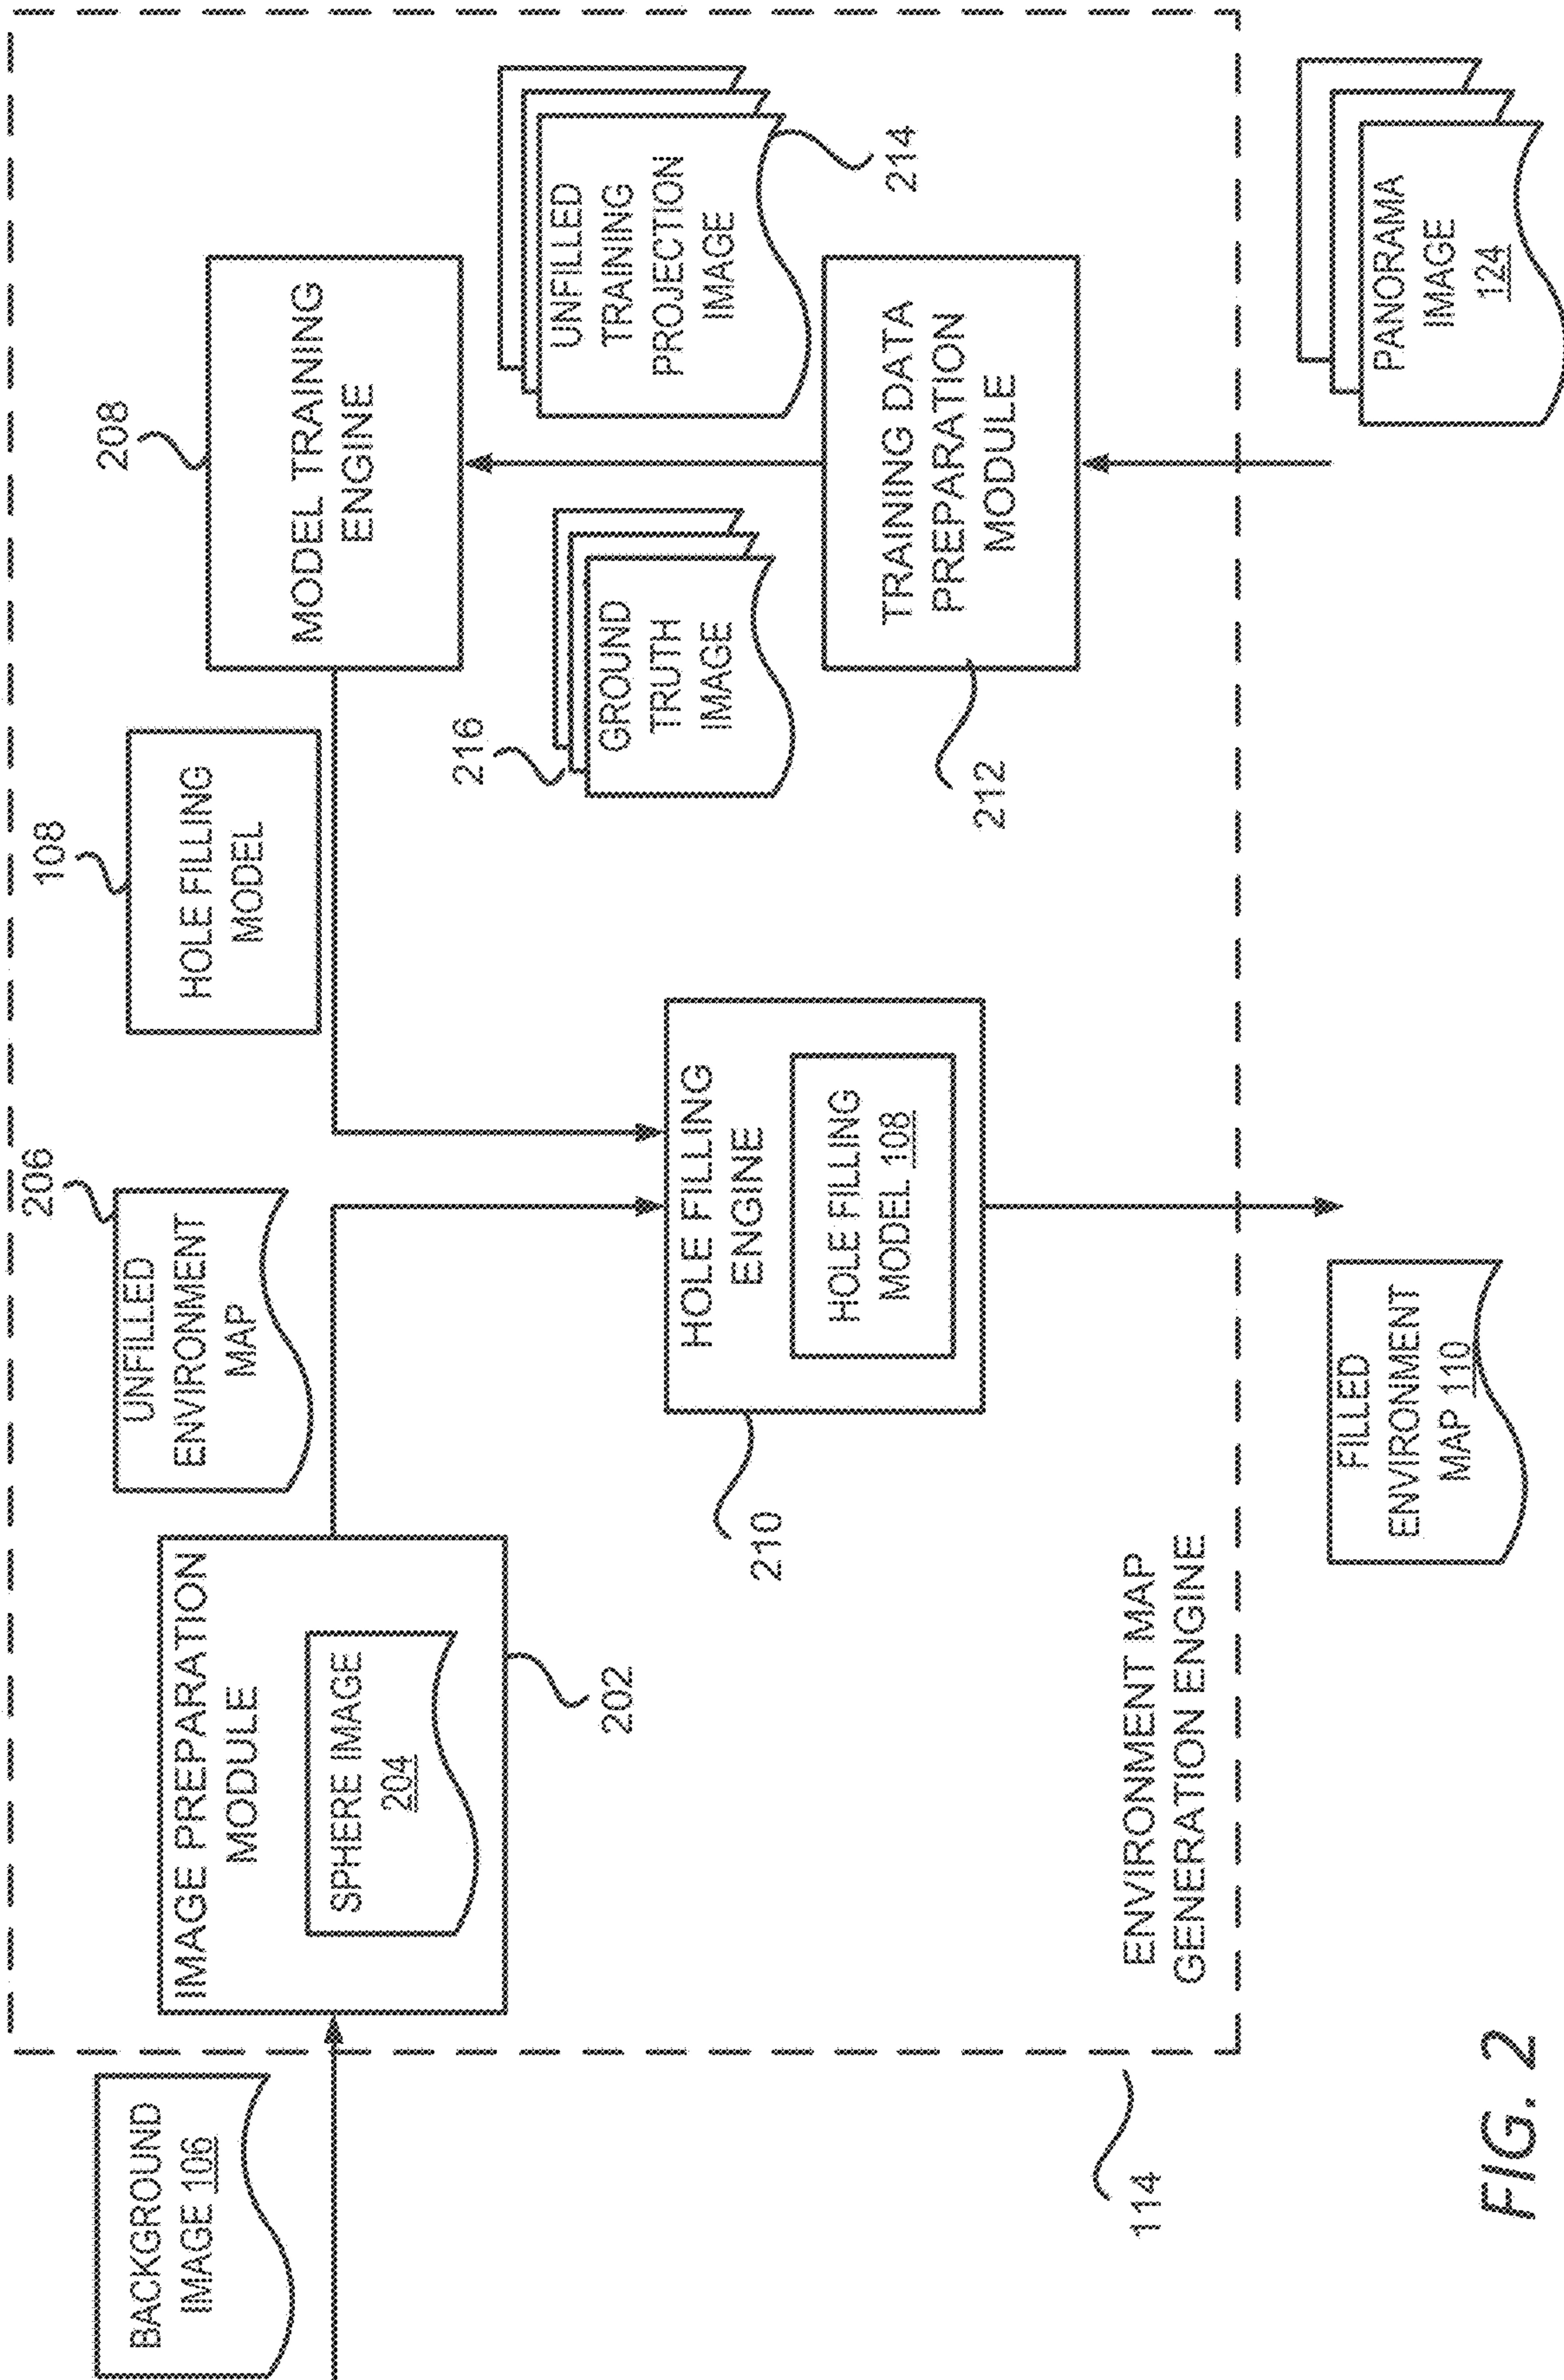 BACKGROUND
IMAGE 106
IMAGE PREPARATION
MODULE
SPHERE IMAGE
204
202
206
UNFILLED
ENVIRONMENT
MAP
108
HOLE FILLING
MODEL
208
MODEL TRAINING
ENGINE
216
GROUND
TRUTH
IMAGE
UNFILLED
TRAINING
PROJECTION
IMAGE
214
HOLE FILLING
ENGINE
HOLE FILLING
MODEL 108
210
TRAINING DATA
PREPARATION
MODULE
212
ENVIRONMENT MAP
GENERATION ENGINE
114
FILLED
ENVIRONMENT
MAP 110
PANORAMA
IMAGE
124
FIG. 2